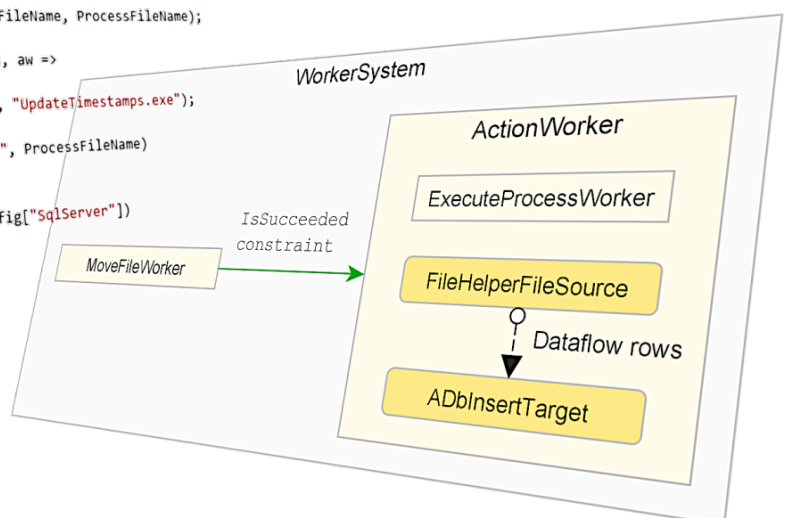 FileName, ProcessFileName);
, aw =>
, "UpdateTimestamps.exe");
", ProcessFileName)
fig["SqlServer"])
WorkerSystem
MoveFileWorker
IsSucceeded
constraint
ActionWorker
ExecuteProcessWorker
FileHelperFileSource
Dataflow rows
ADbInsertTarget